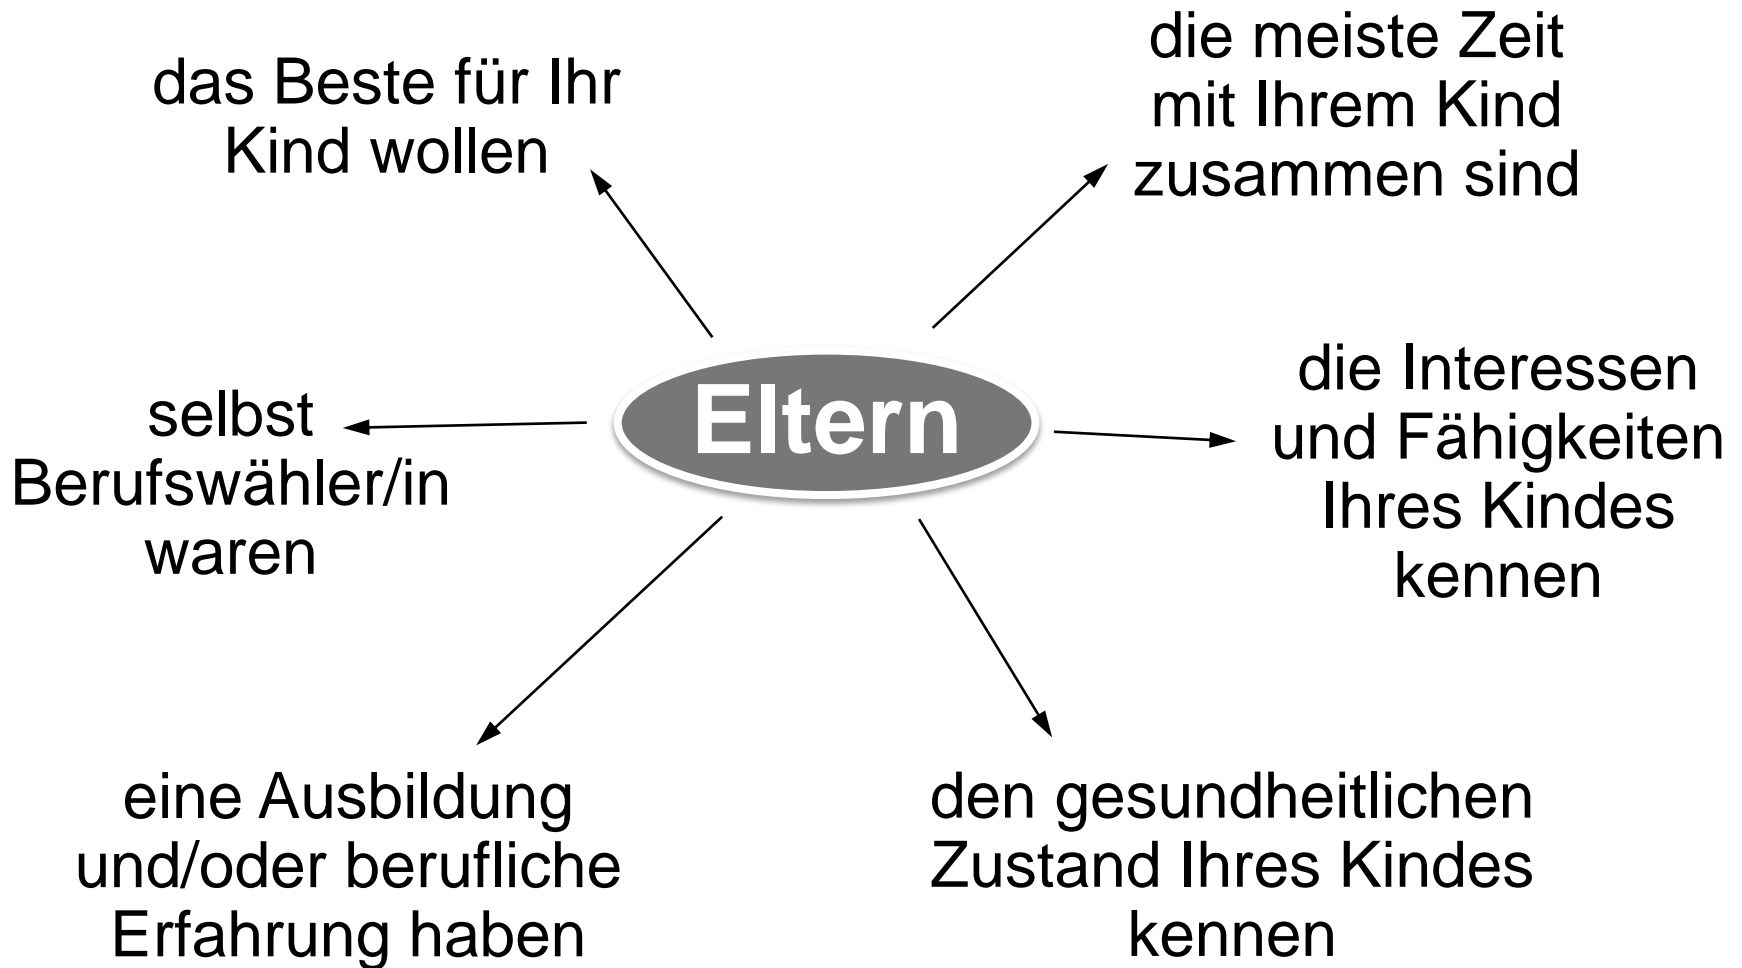 das Beste für Ihr
Kind wollen
die meiste Zeit
mit Ihrem Kind
zusammen sind
selbst
Berufswähler/in
waren
Eltern
die Interessen
und Fähigkeiten
Ihres Kindes
kennen
eine Ausbildung
und/oder berufliche
Erfahrung haben
den gesundheitlichen
Zustand Ihres Kindes
kennen